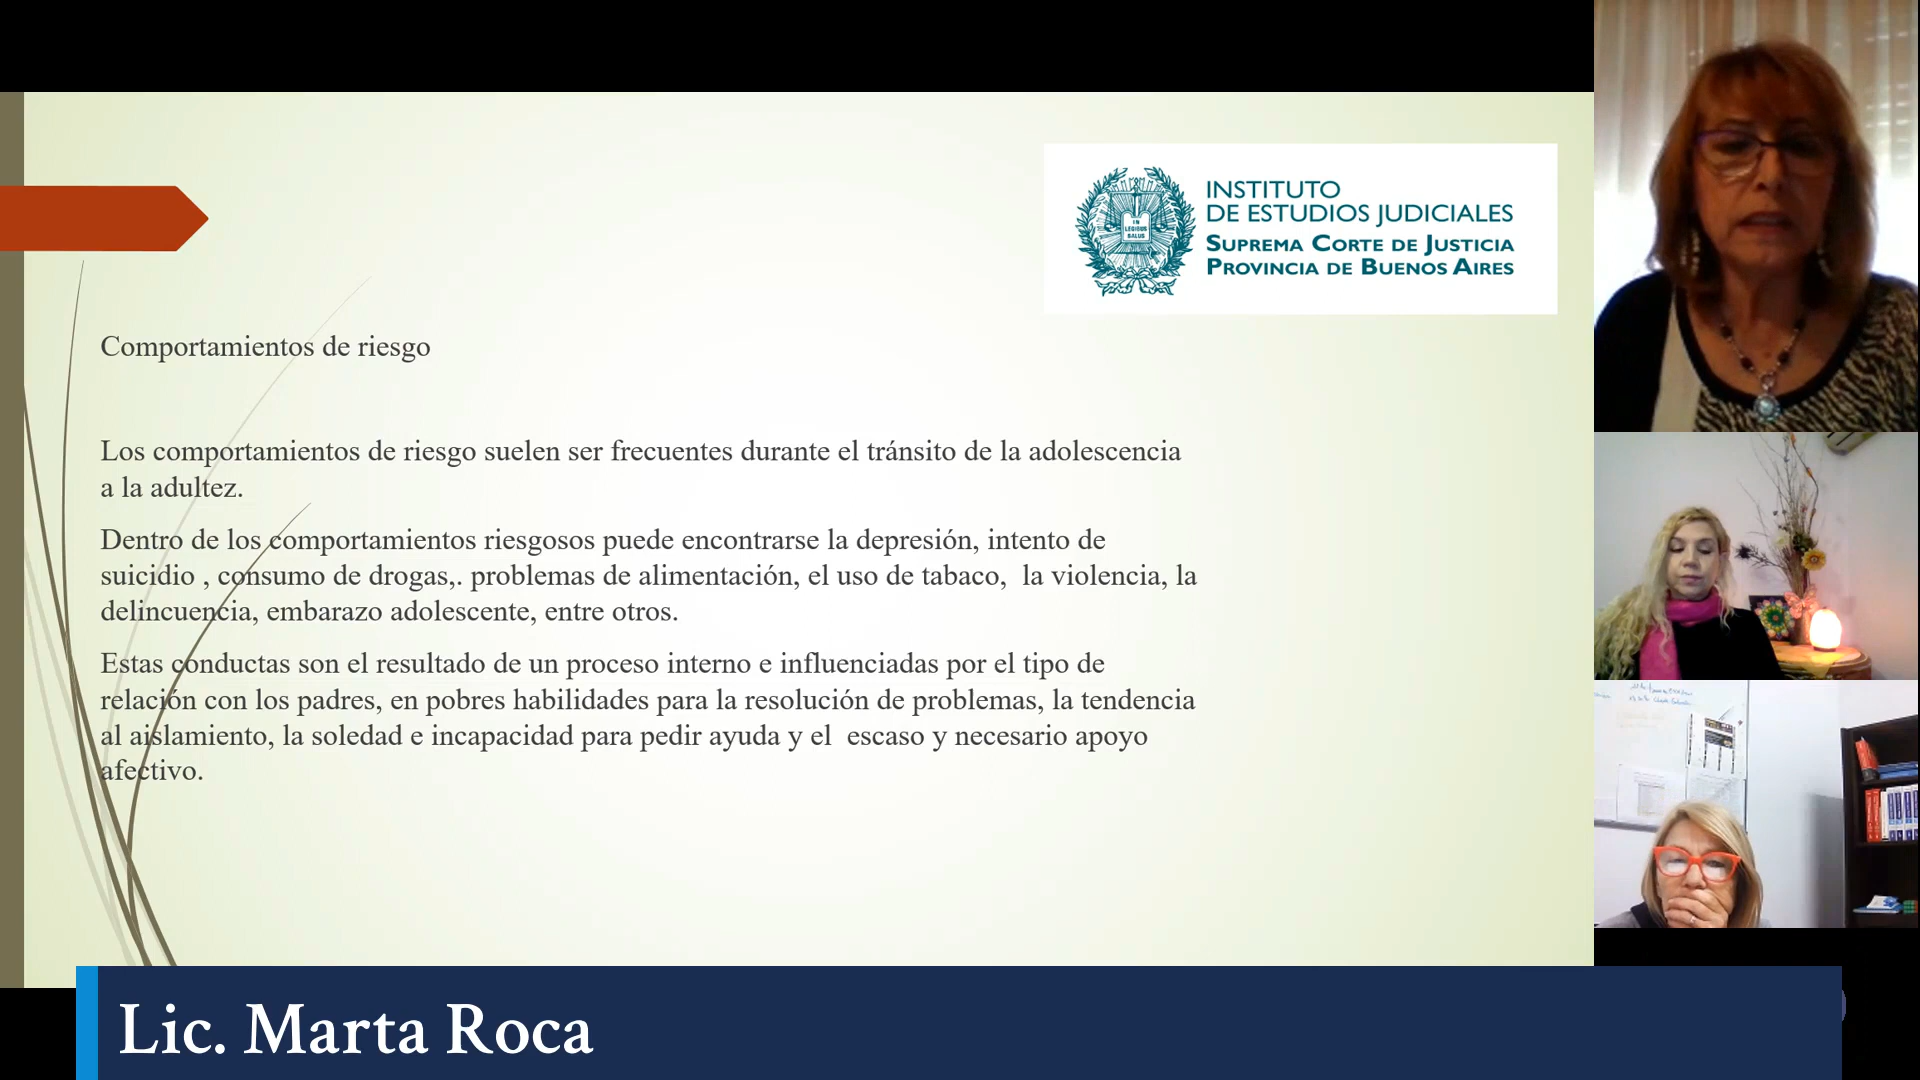 INSTITUTO
DE ESTUDIOS JUDICIALES
SUPREMA CORTE DE JUSTICIA
PROVINCIA DE BUENOS AIRES
IN
LEGIBUS
SALUS
Comportamientos de riesgo
Los comportamientos de riesgo suelen ser frecuentes durante el tránsito de la adolescencia
a la adultez.
Dentro de los comportamientos riesgosos puede encontrarse la depresión, intento de
suicidio , consumo de drogas,. problemas de alimentación, el uso de tabaco,  la violencia, la
delincuencia, embarazo adolescente, entre otros.
Estas conductas son el resultado de un proceso interno e influenciadas por el tipo de
relación con los padres, en pobres habilidades para la resolución de problemas, la tendencia
al aislamiento, la soledad e incapacidad para pedir ayuda y el  escaso y necesario apoyo
afectivo.
Lic. Marta Roca